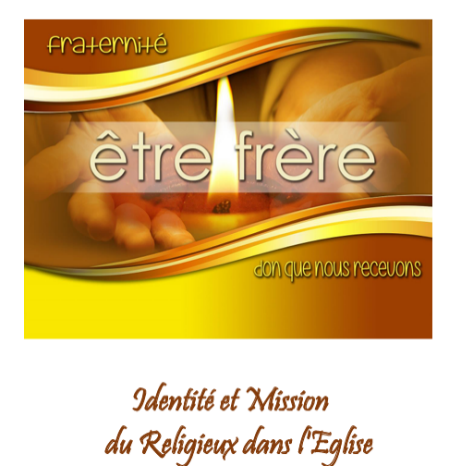 fraternité
être frère
don que nous recevons
Identité et Mission
du Religieux dans l'Eglise